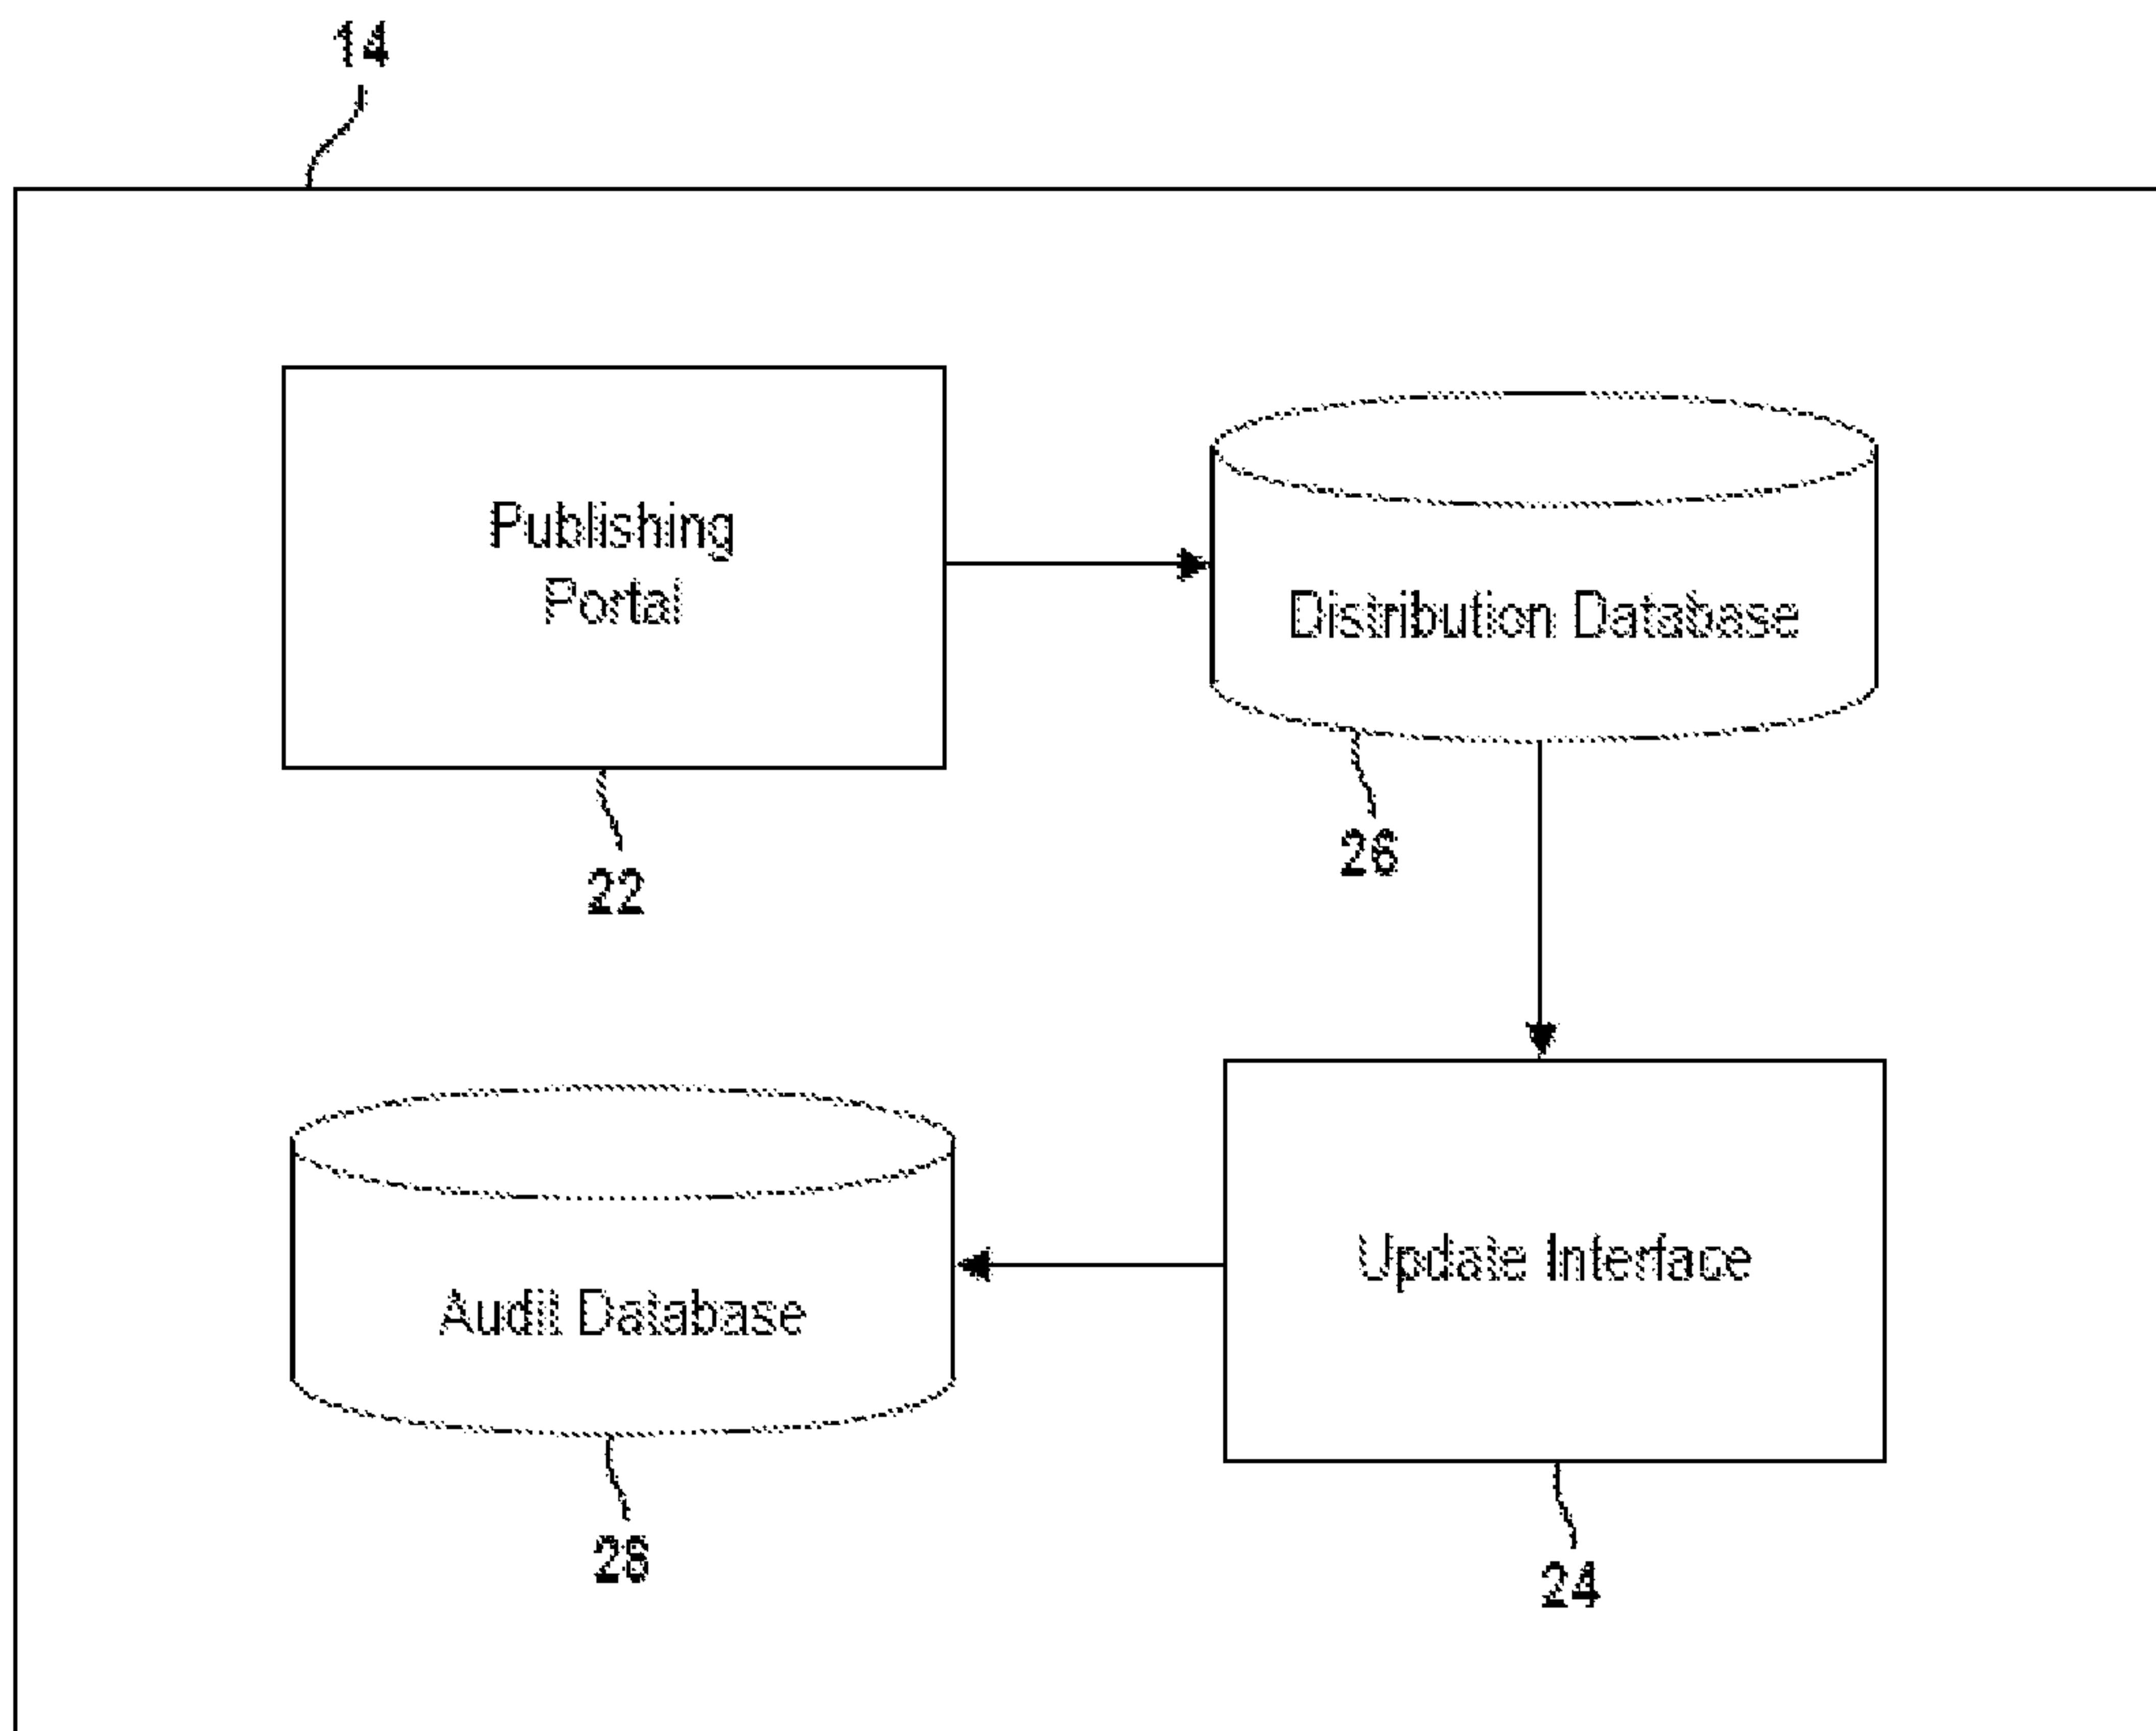 14
Publishing
Portal
Distribution Database
26
22
Audit Database
Update Interface
28
24